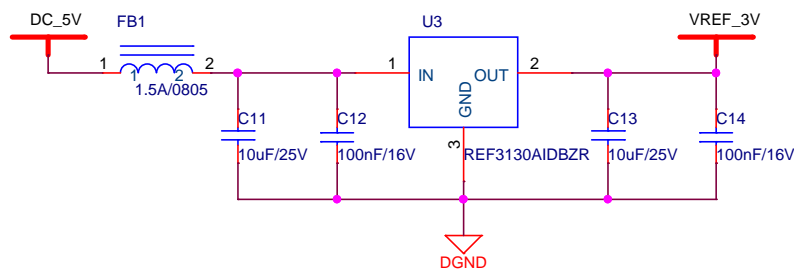 DC_5V
FB1
U3
VREF_3V
1
2
1
2
1.5A/0805
1
IN
OUT
GND
2
3
C11
10uF/25V
C12
100nF/16V
REF3130AIDBZR
C13
10uF/25V
C14
100nF/16V
DGND